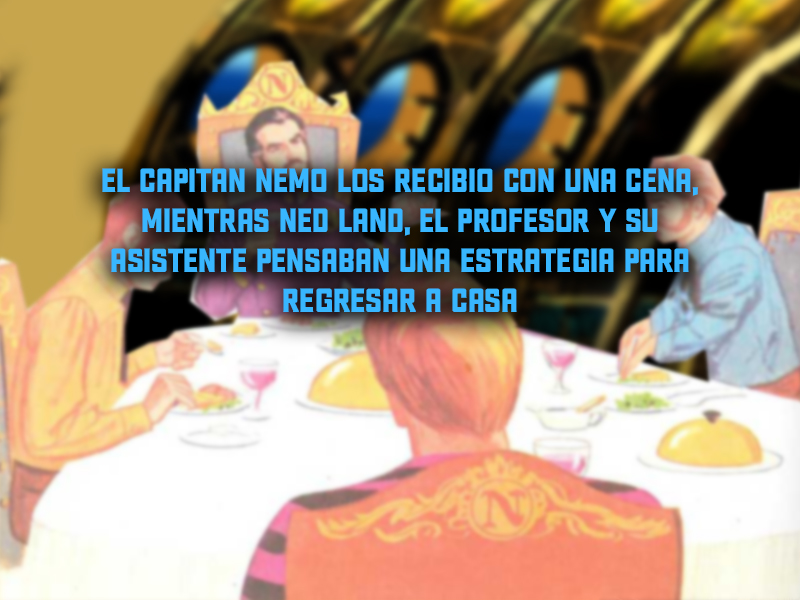 N
EL CAPITAN NEMO LOS RECIBIO CON UNA CENA,
MIENTRAS NED LAND, EL PROFESOR Y SU
ASISTENTE PENSABAN UNA ESTRATEGIA PARA
REGRESAR A CASA
N